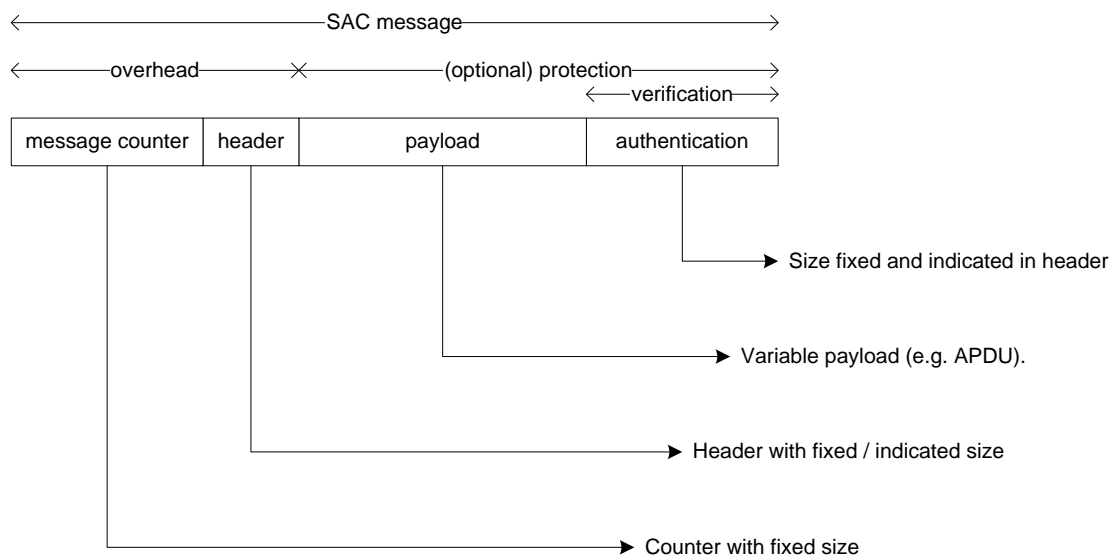 SAC message
overhead
(optional) protection
verification
message counter
header
payload
authentication
Size fixed and indicated in header
Variable payload (e.g. APDU).
Header with fixed / indicated size
Counter with fixed size